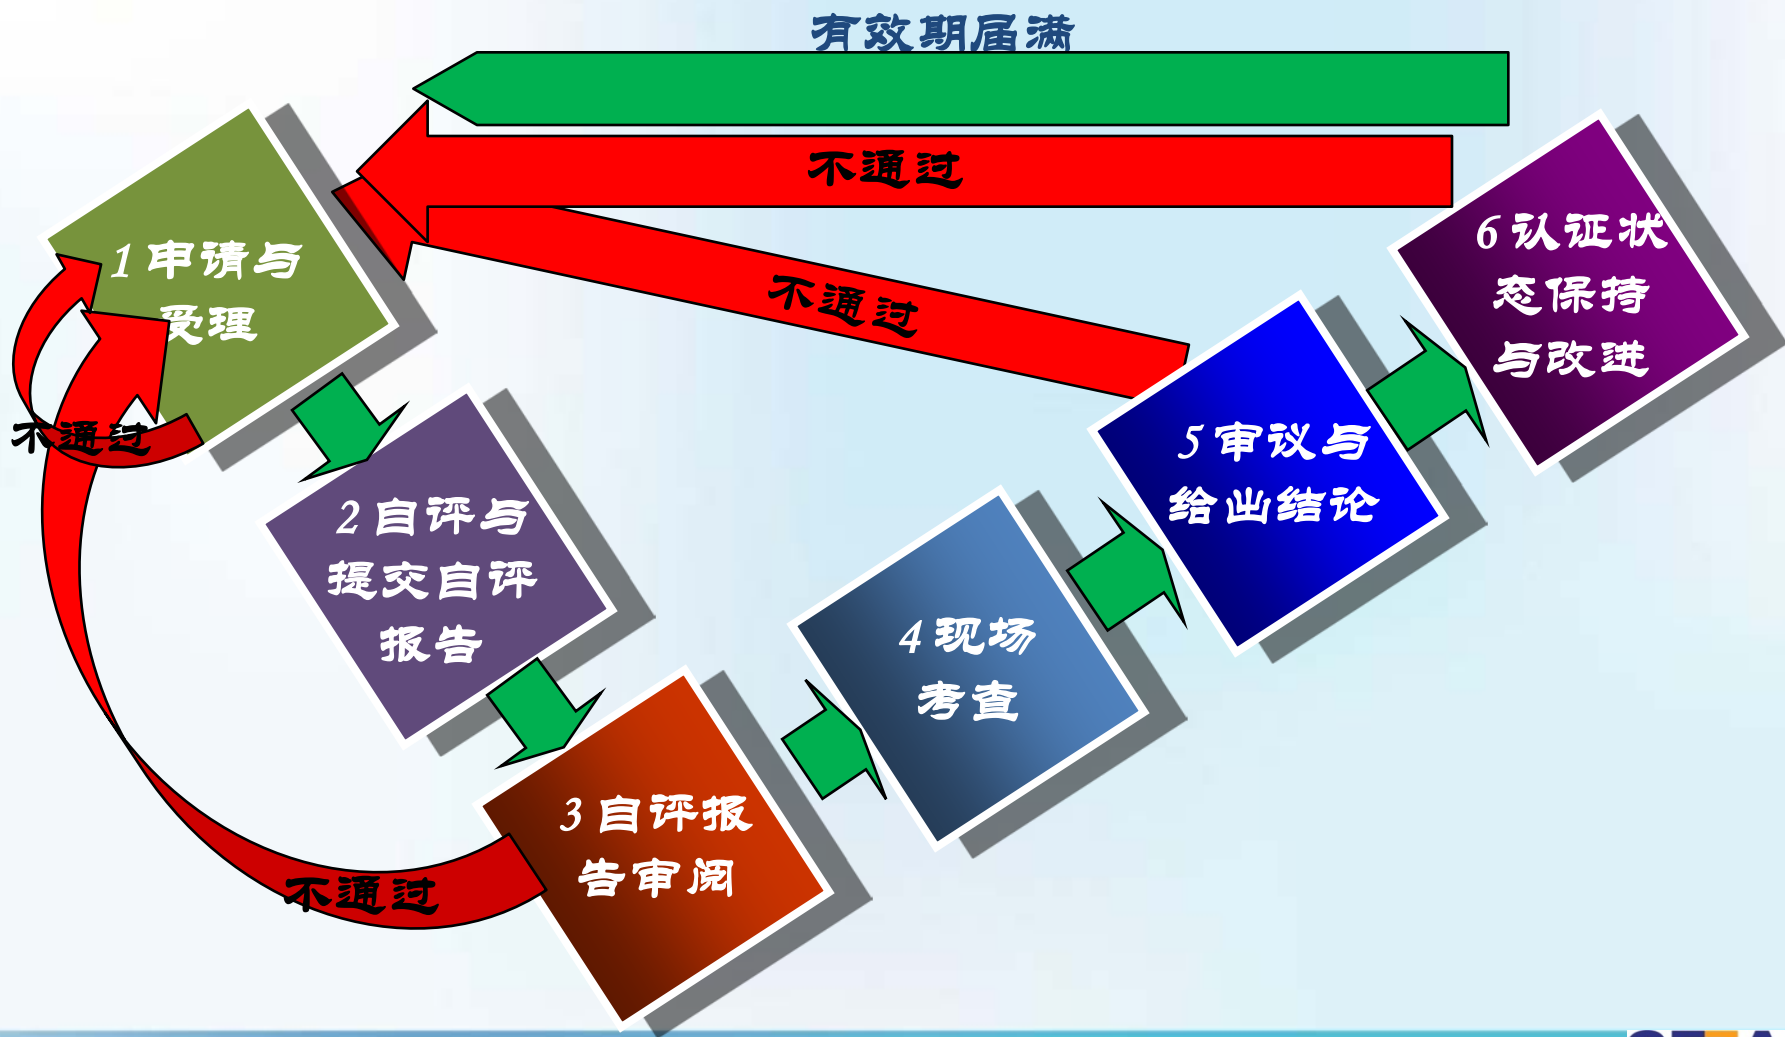 有效期届满
不通过
不通过
1 申请与
受理
不通过
2 自评与
提交自评
报告
3 自评报
告审阅
不通过
4 现场
考查
5 审议与
给出结论
6 认证状
态保持
与改进